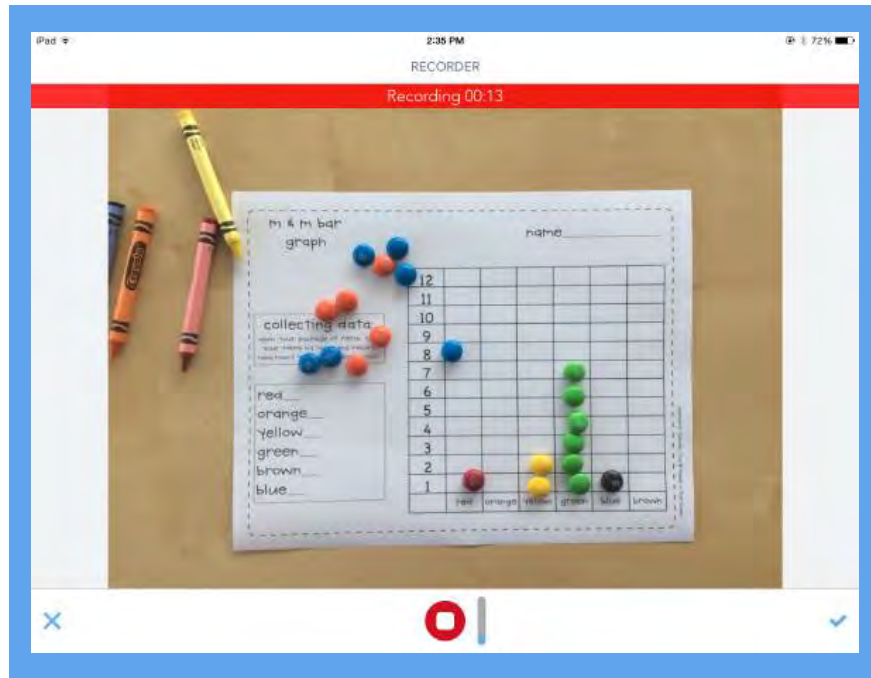 iPad
2:35 PM
72%
RECORDER
Recording 00:13
m & m bar
graph
name
collecting data
red
orange
yellow
green
brown
blue
12
11
10
9
8
7
6
5
4
3
2
1
red orange yellow green blue brown